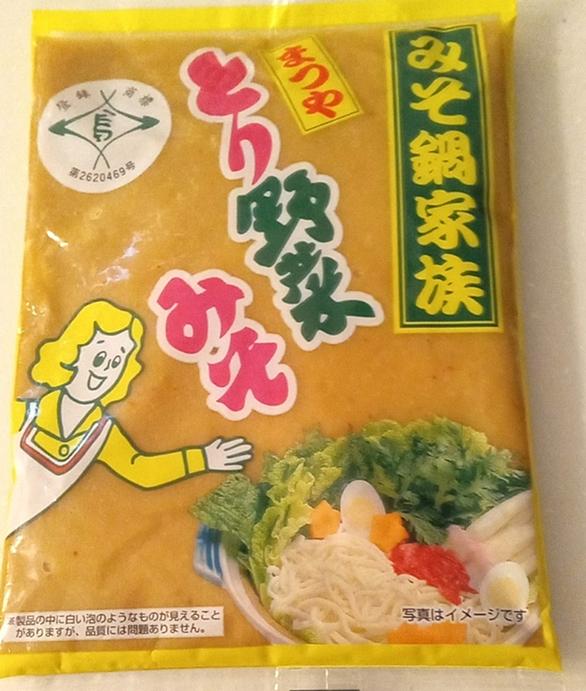 みそ鍋家族
まつや
とり野菜
みそ
登録商標
第2620469号
※製品の中に白い泡のようなものが見えること
がありますが、品質には問題ありません。
写真はイメージです